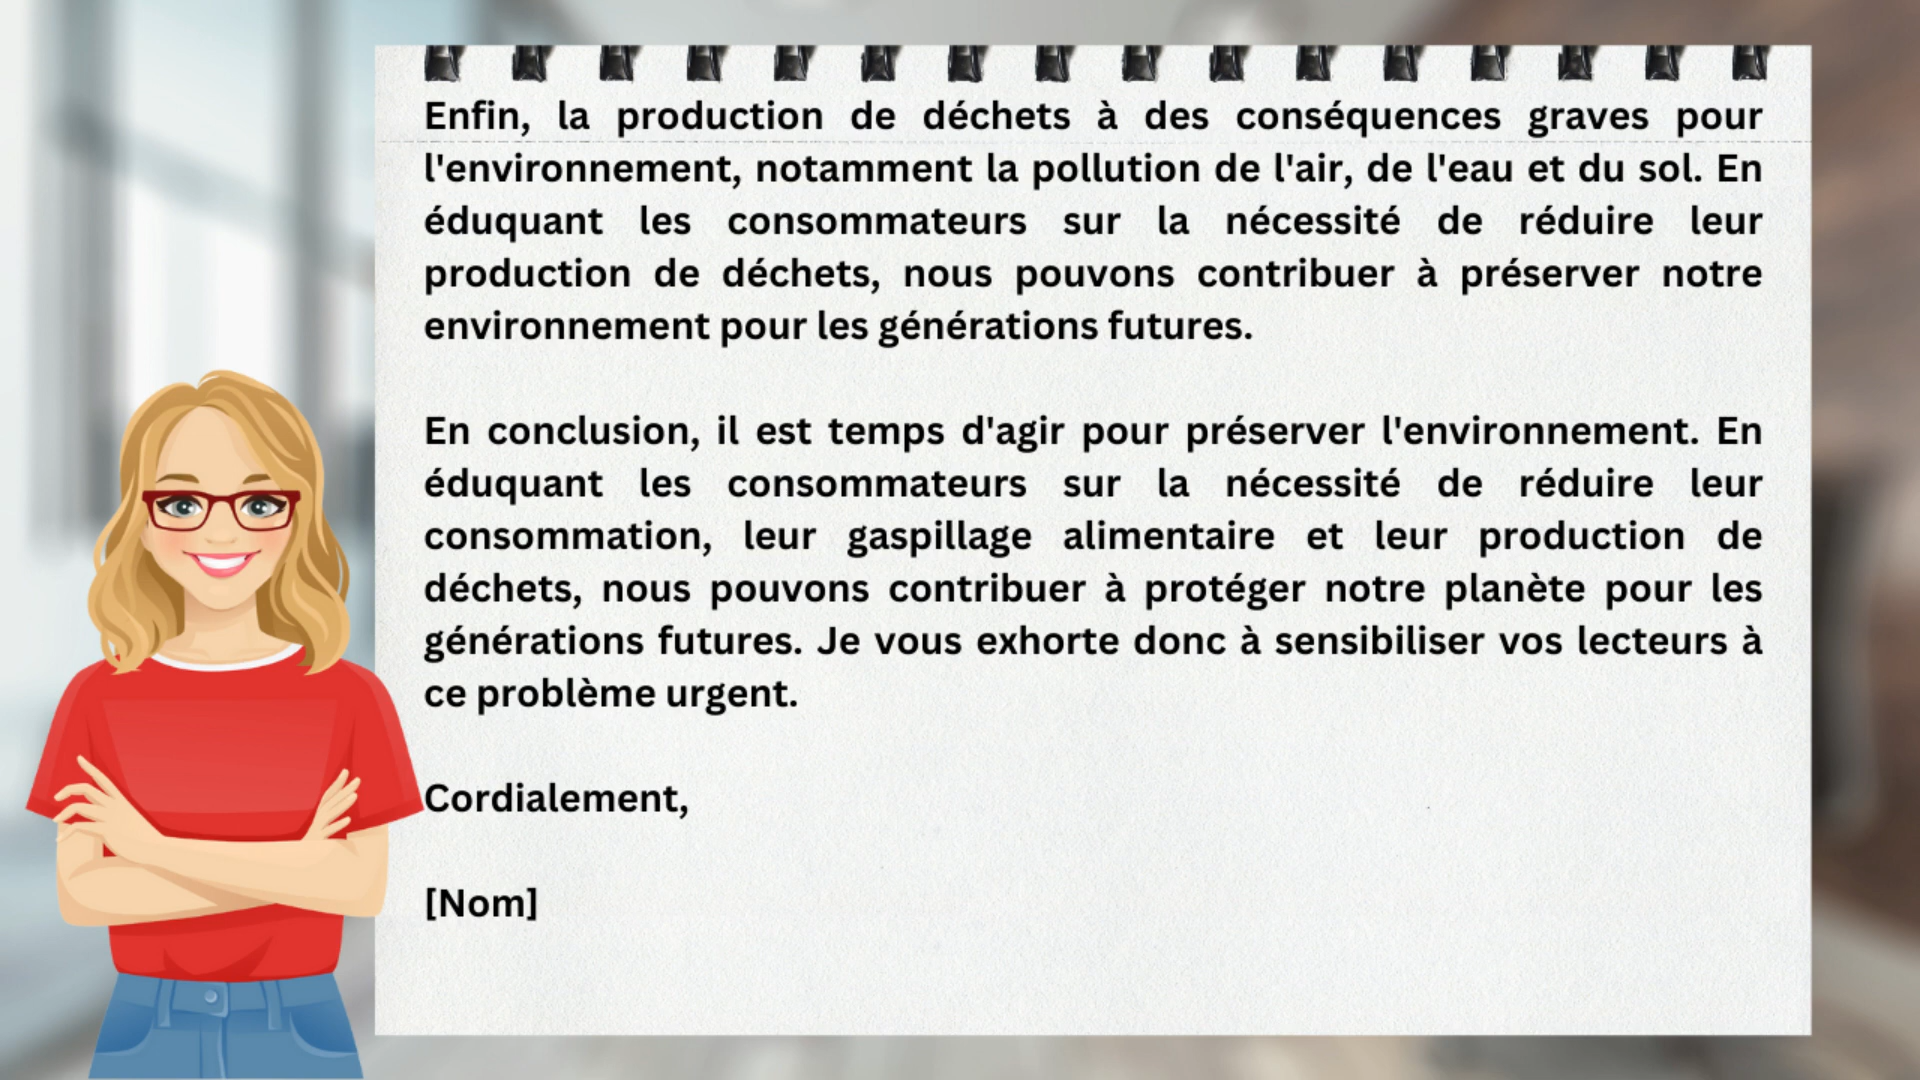 Enfin, la production de déchets à des conséquences graves pour
l'environnement, notamment la pollution de l'air, de l'eau et du sol. En
éduquant les consommateurs sur la nécessité de réduire leur
production de déchets, nous pouvons contribuer à préserver notre
environnement pour les générations futures.
En conclusion, il est temps d'agir pour préserver l'environnement. En
éduquant les consommateurs sur la nécessité de réduire leur
consommation, leur gaspillage alimentaire et leur production de
déchets, nous pouvons contribuer à protéger notre planète pour les
générations futures. Je vous exhorte donc à sensibiliser vos lecteurs à
ce problème urgent.
Cordialement,
[Nom]